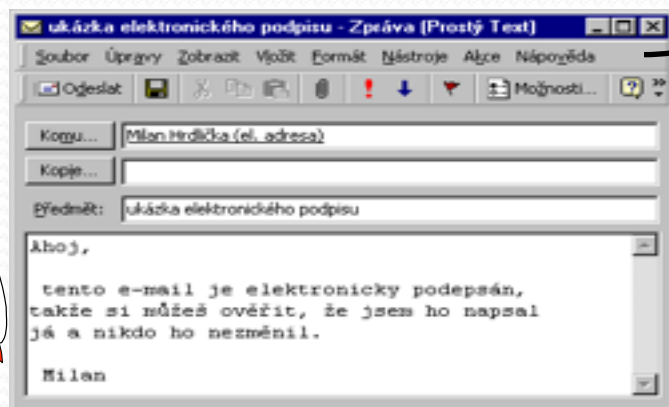 ukázka elektronického podpisu - Zpráva (Prostý Text)
Soubor Úpravy Zobrazit Vložit Formát Nástroje Akce Nápověda
Odeslat Možnosti...
Komu... Milan Hrdlička (el. adresa)
Kopie...
Předmět: ukázka elektronického podpisu
Ahoj,
tento e-mail je elektronicky podepsán,
takže si můžeš ověřit, že jsem ho napsal
já a nikdo ho nezměnil.
Milan